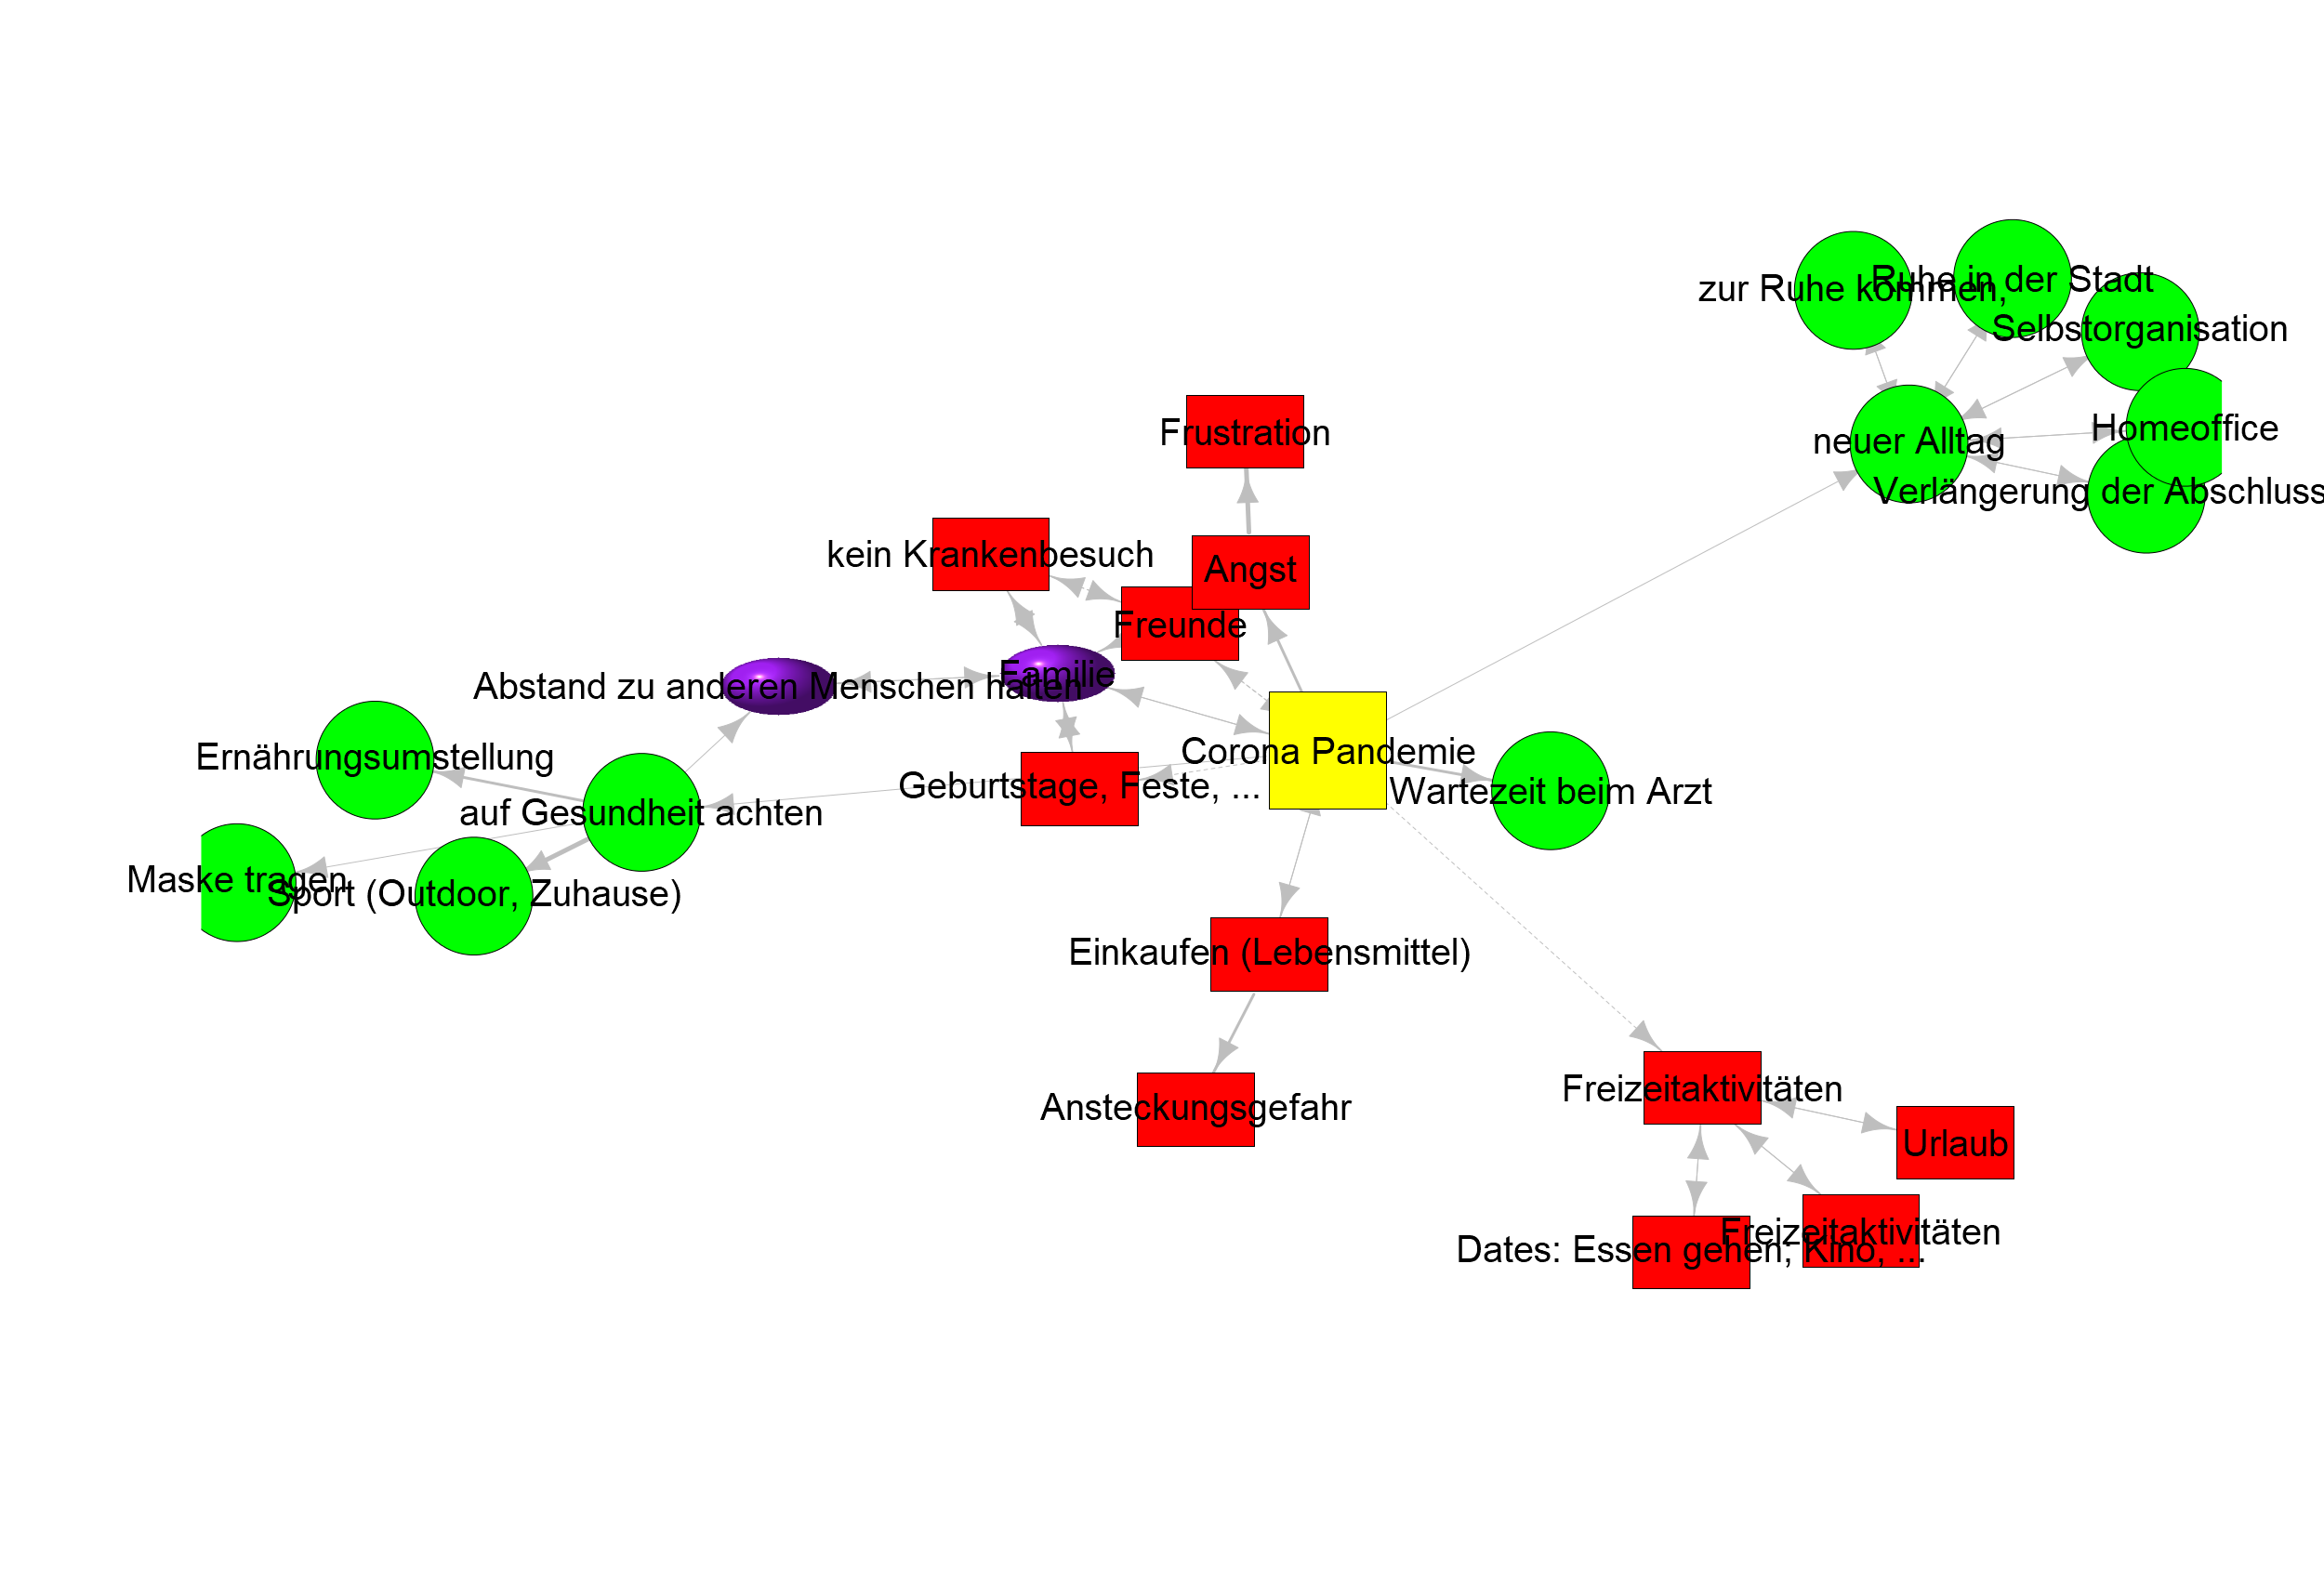 zur Ruhe kommen,
Ruhe in der Stadt
Selbstorganisation
Homeoffice
neuer Alltag
Verlängerung der Abschluss
Frustration
kein Krankenbesuch
Angst
Freunde
Familie
Abstand zu anderen Menschen halten
Corona Pandemie
Ernährungsumstellung
Geburtstage, Feste, ...
Wartezeit beim Arzt
auf Gesundheit achten
Maske tragen
Sport (Outdoor, Zuhause)
Einkaufen (Lebensmittel)
Ansteckungsgefahr
Freizeitaktivitäten
Urlaub
Freizeitaktivitäten
Dates: Essen gehen, Kino, ...